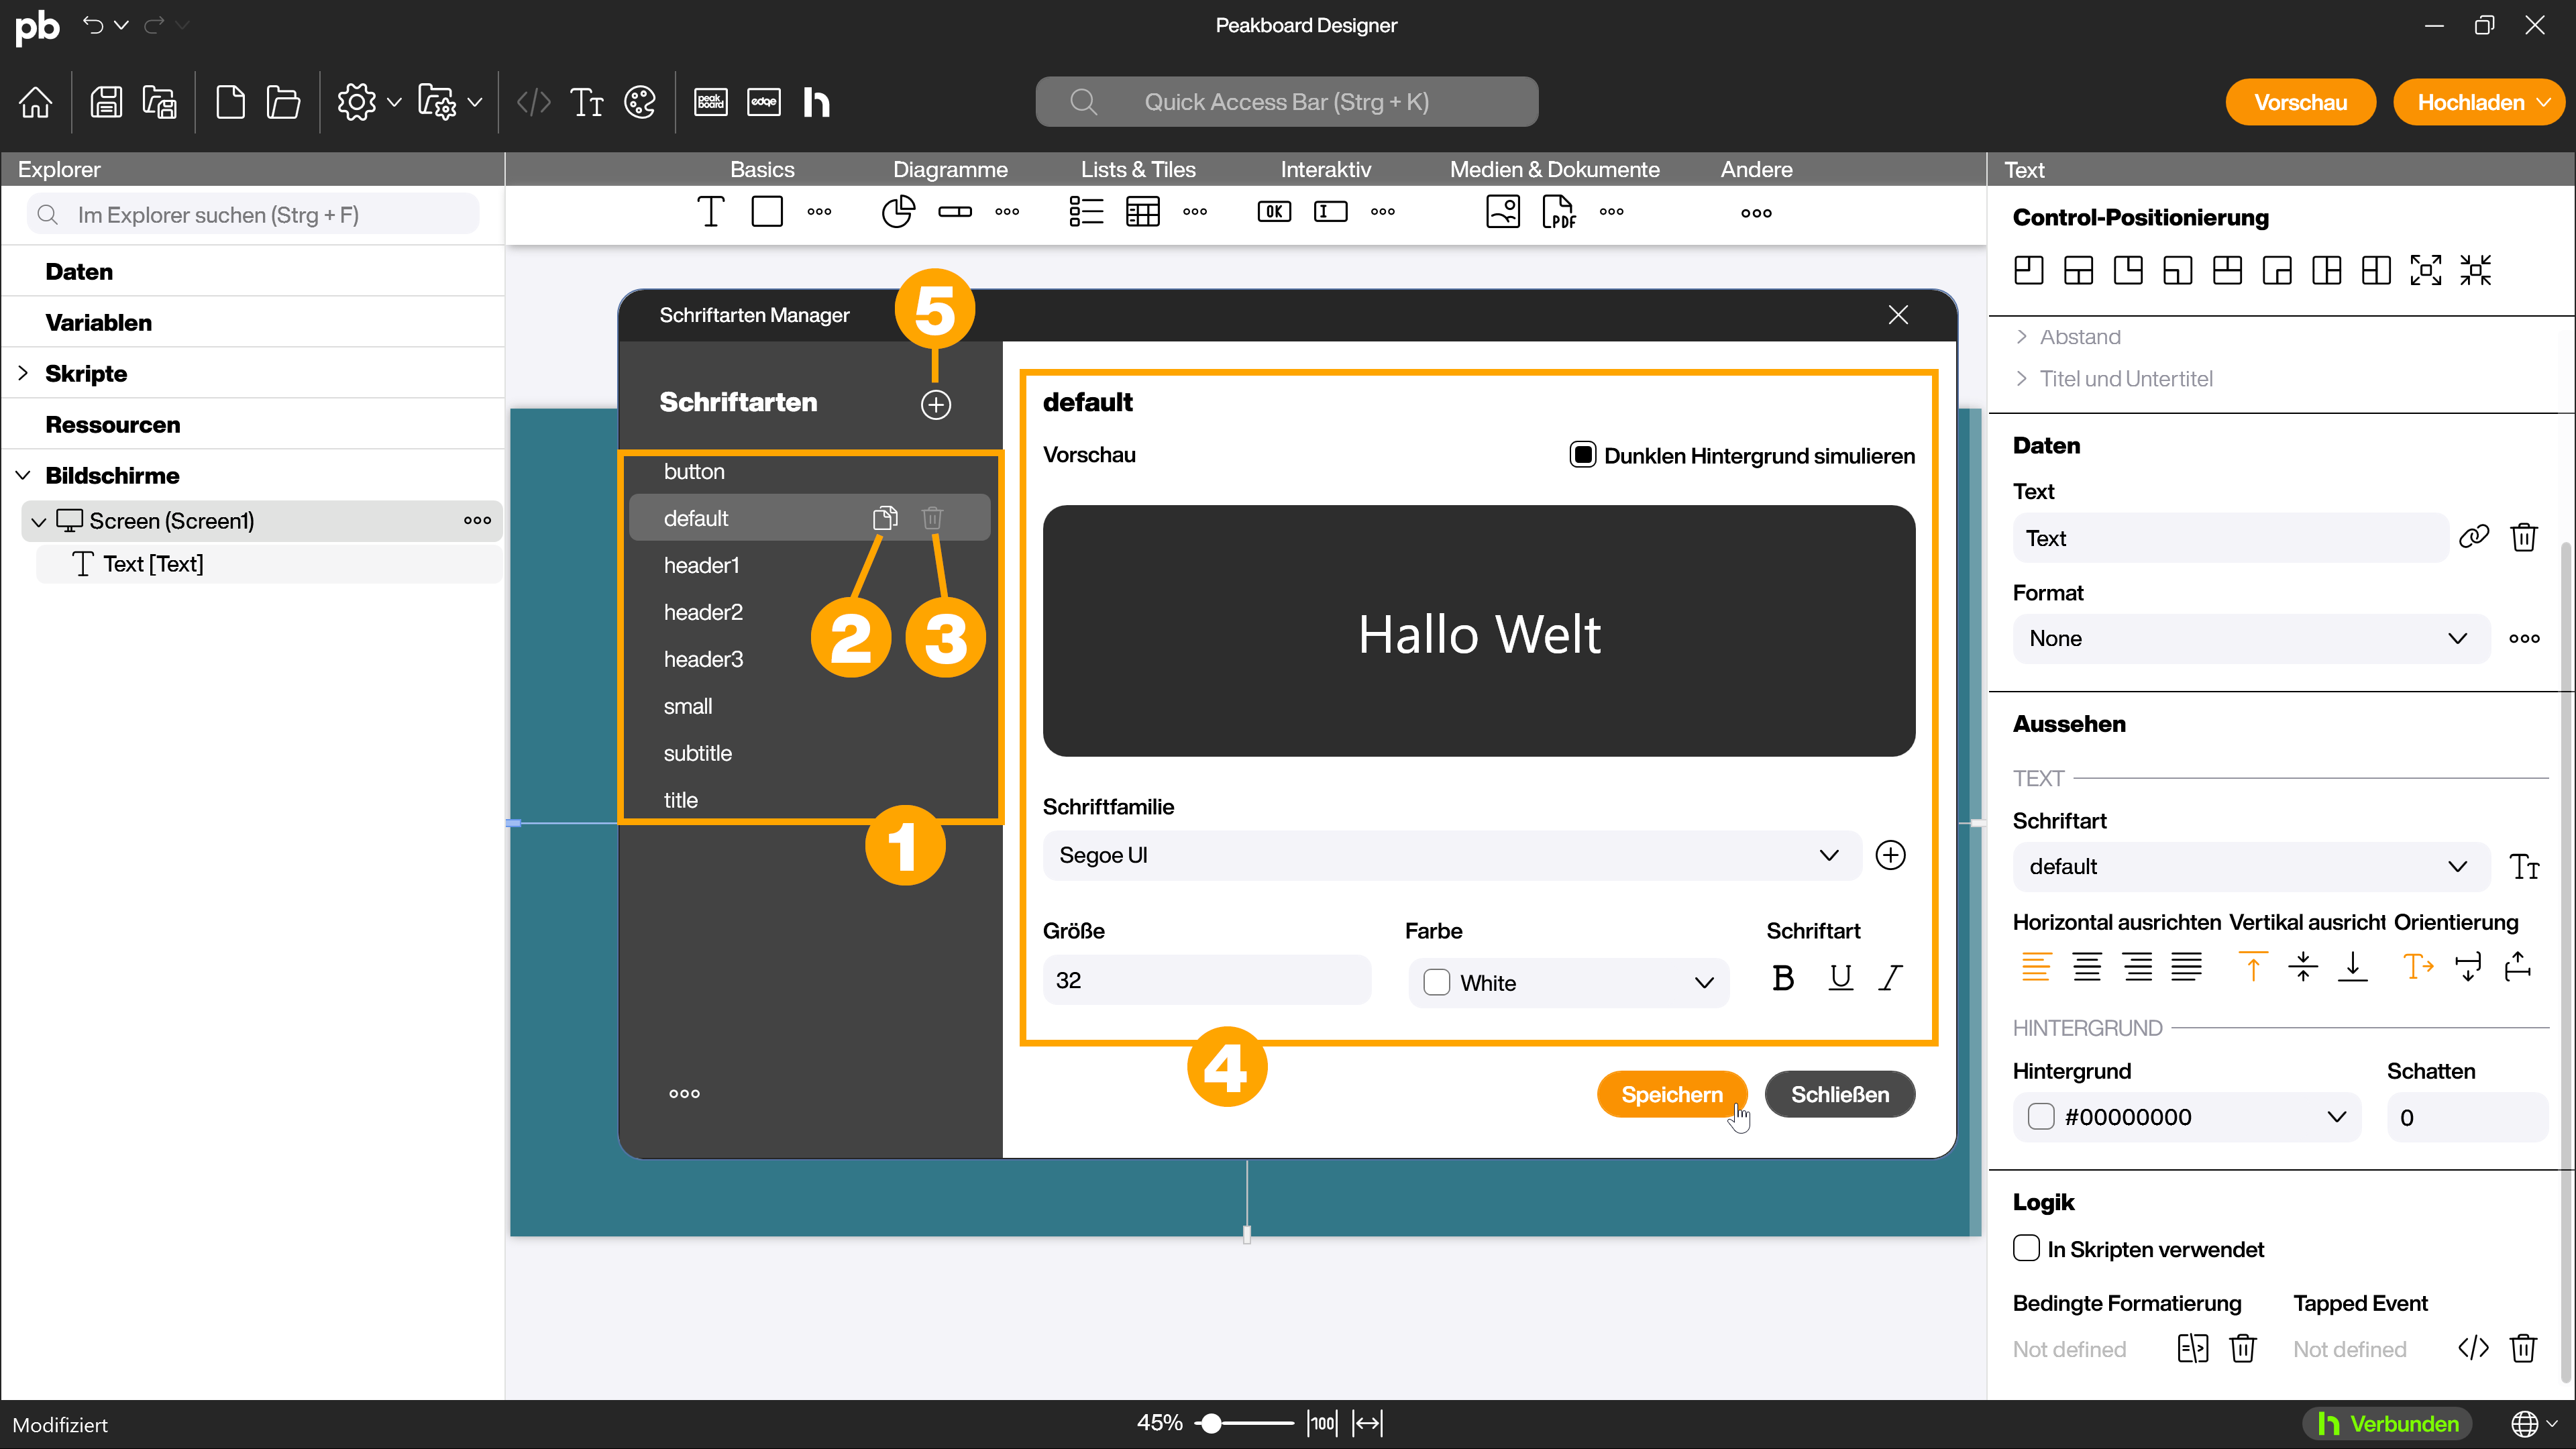 pb
Peakboard Designer
peak
board
edge
Quick Access Bar (Strg + K)
Vorschau
Hochladen
Explorer
Basics
Diagramme
Lists & Tiles
Interaktiv
Medien & Dokumente
Andere
Text
Im Explorer suchen (Strg + F)
OK
PDF
Daten
Variablen
Skripte
Ressourcen
Bildschirme
Screen (Screen1)
Text [Text]
Schriftarten Manager
5
Schriftarten
button
default
header1
header2
header3
small
subtitle
title
2
3
1
default
Vorschau
Dunklen Hintergrund simulieren
Hallo Welt
Schriftfamilie
Segoe UI
Größe
Farbe
Schriftart
32
White
B U I
4
Speichern
Schließen
Control-Positionierung
Abstand
Titel und Untertitel
Daten
Text
Text
Format
None
Aussehen
TEXT
Schriftart
default
Horizontal ausrichten
Vertikal ausricht
Orientierung
HINTERGRUND
Hintergrund
Schatten
#00000000
0
Logik
In Skripten verwendet
Bedingte Formatierung
Tapped Event
Not defined
Not defined
Modifiziert
45%
100
Verbunden